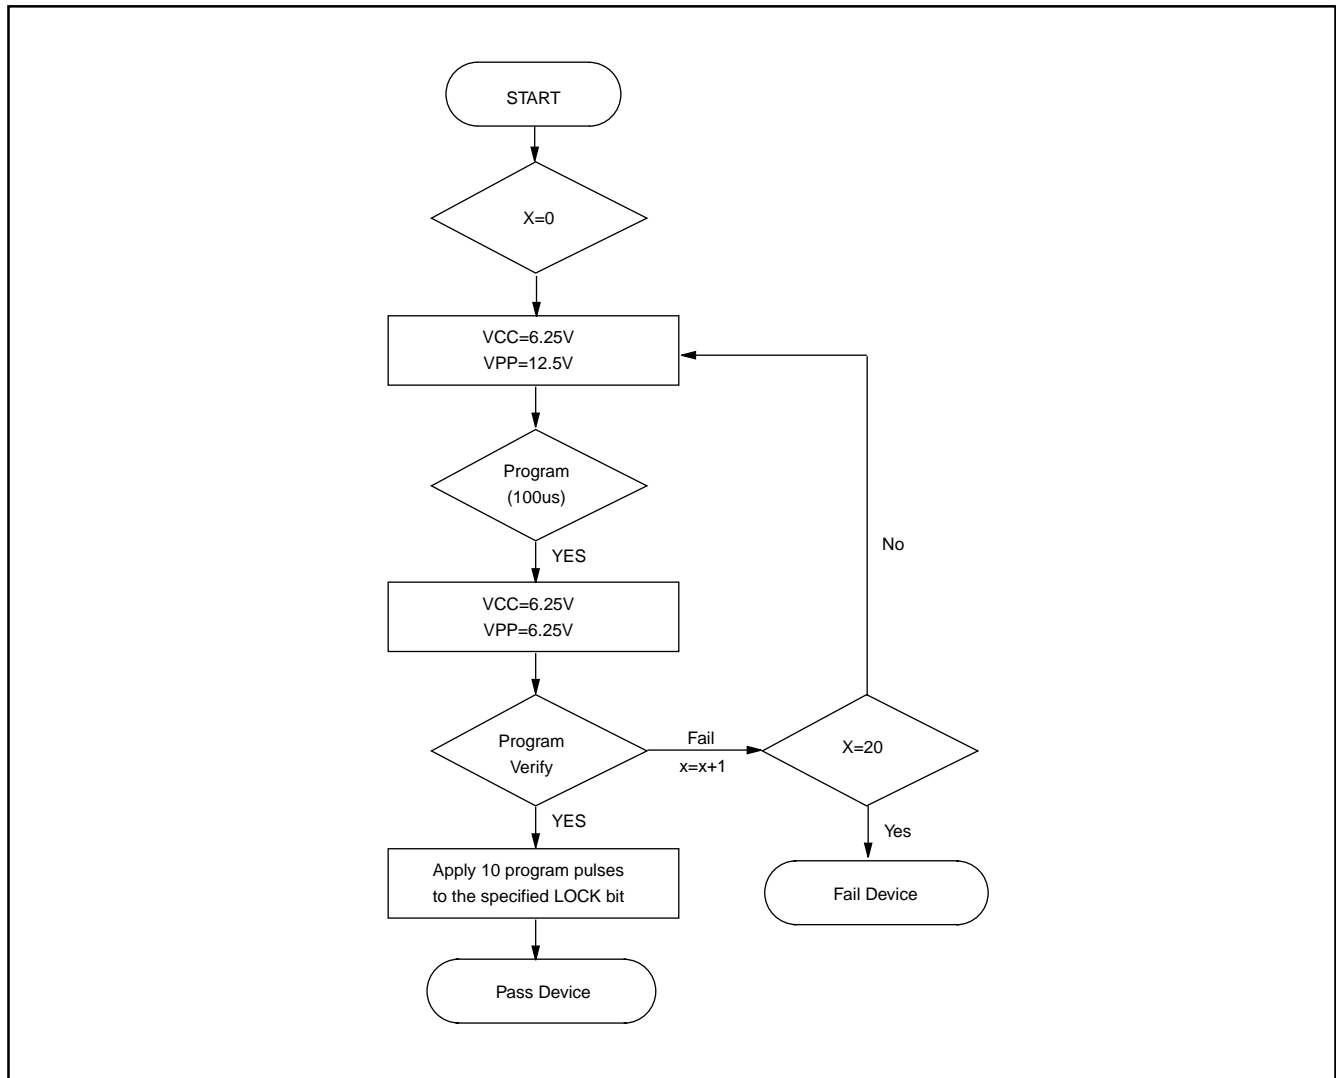 START
X=0
VCC=6.25V
VPP=12.5V
Program
(100us)
YES
No
VCC=6.25V
VPP=6.25V
Program
Verify
Fail
x=x+1
X=20
YES
Yes
Apply 10 program pulses
to the specified LOCK bit
Fail Device
Pass Device